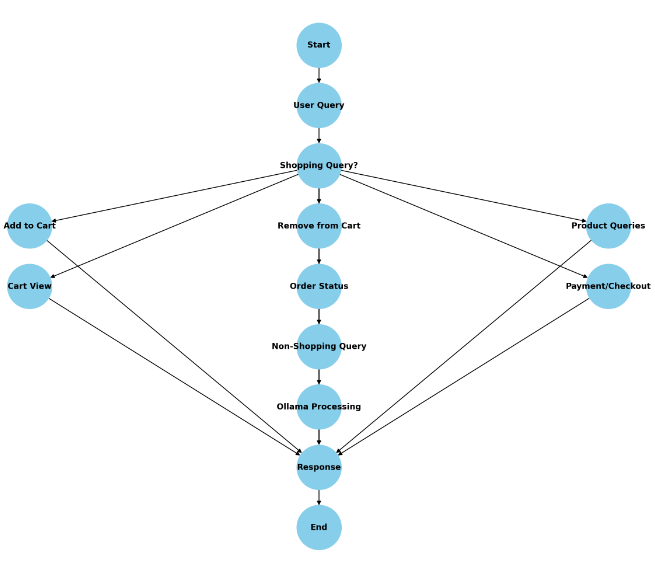 Start
User Query
Shopping Query?
Add to Cart
Remove from Cart
Product Queries
Cart View
Order Status
Payment/Checkout
Non-Shopping Query
Ollama Processing
Response
End